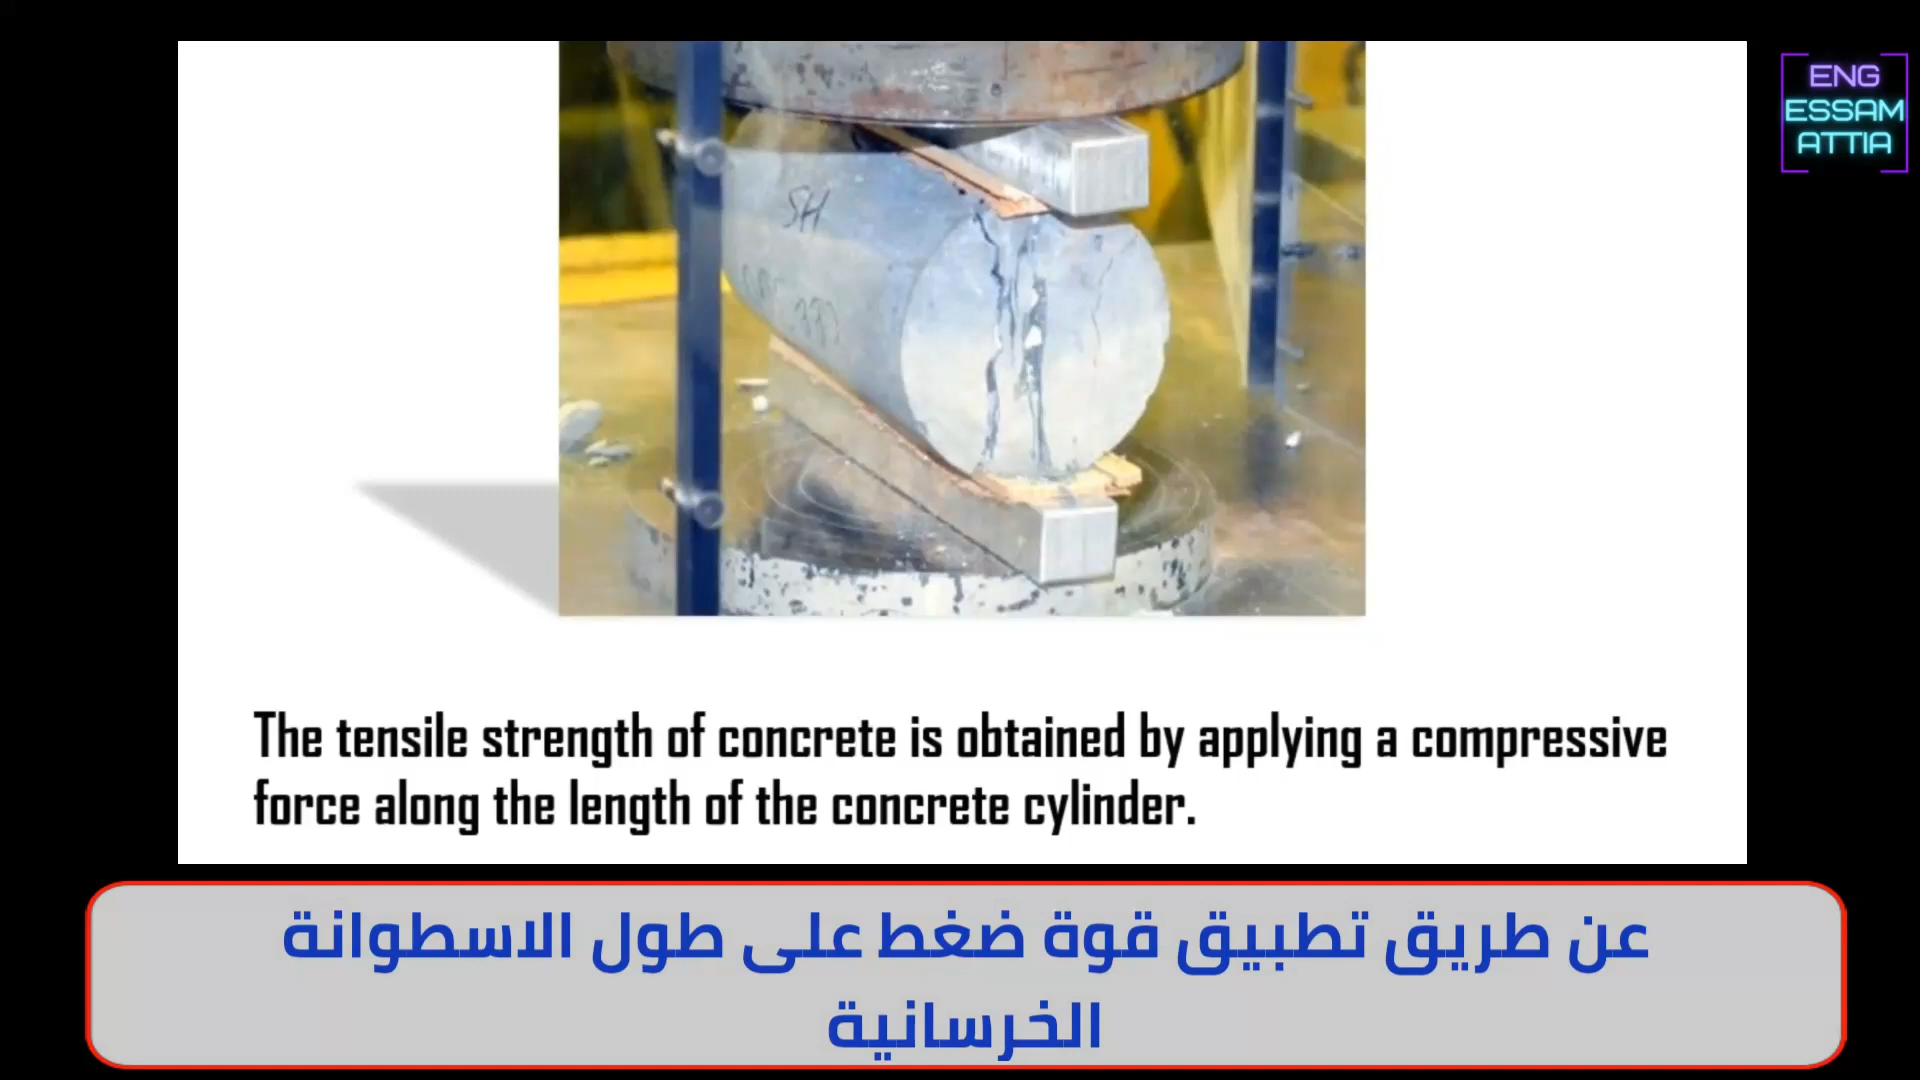 ENG
ESSAM
ATTIA
SH
The tensile strength of concrete is obtained by applying a compressive
force along the length of the concrete cylinder.
عن طريق تطبيق قوة ضغط على طول الاسطوانة
الخرسانية